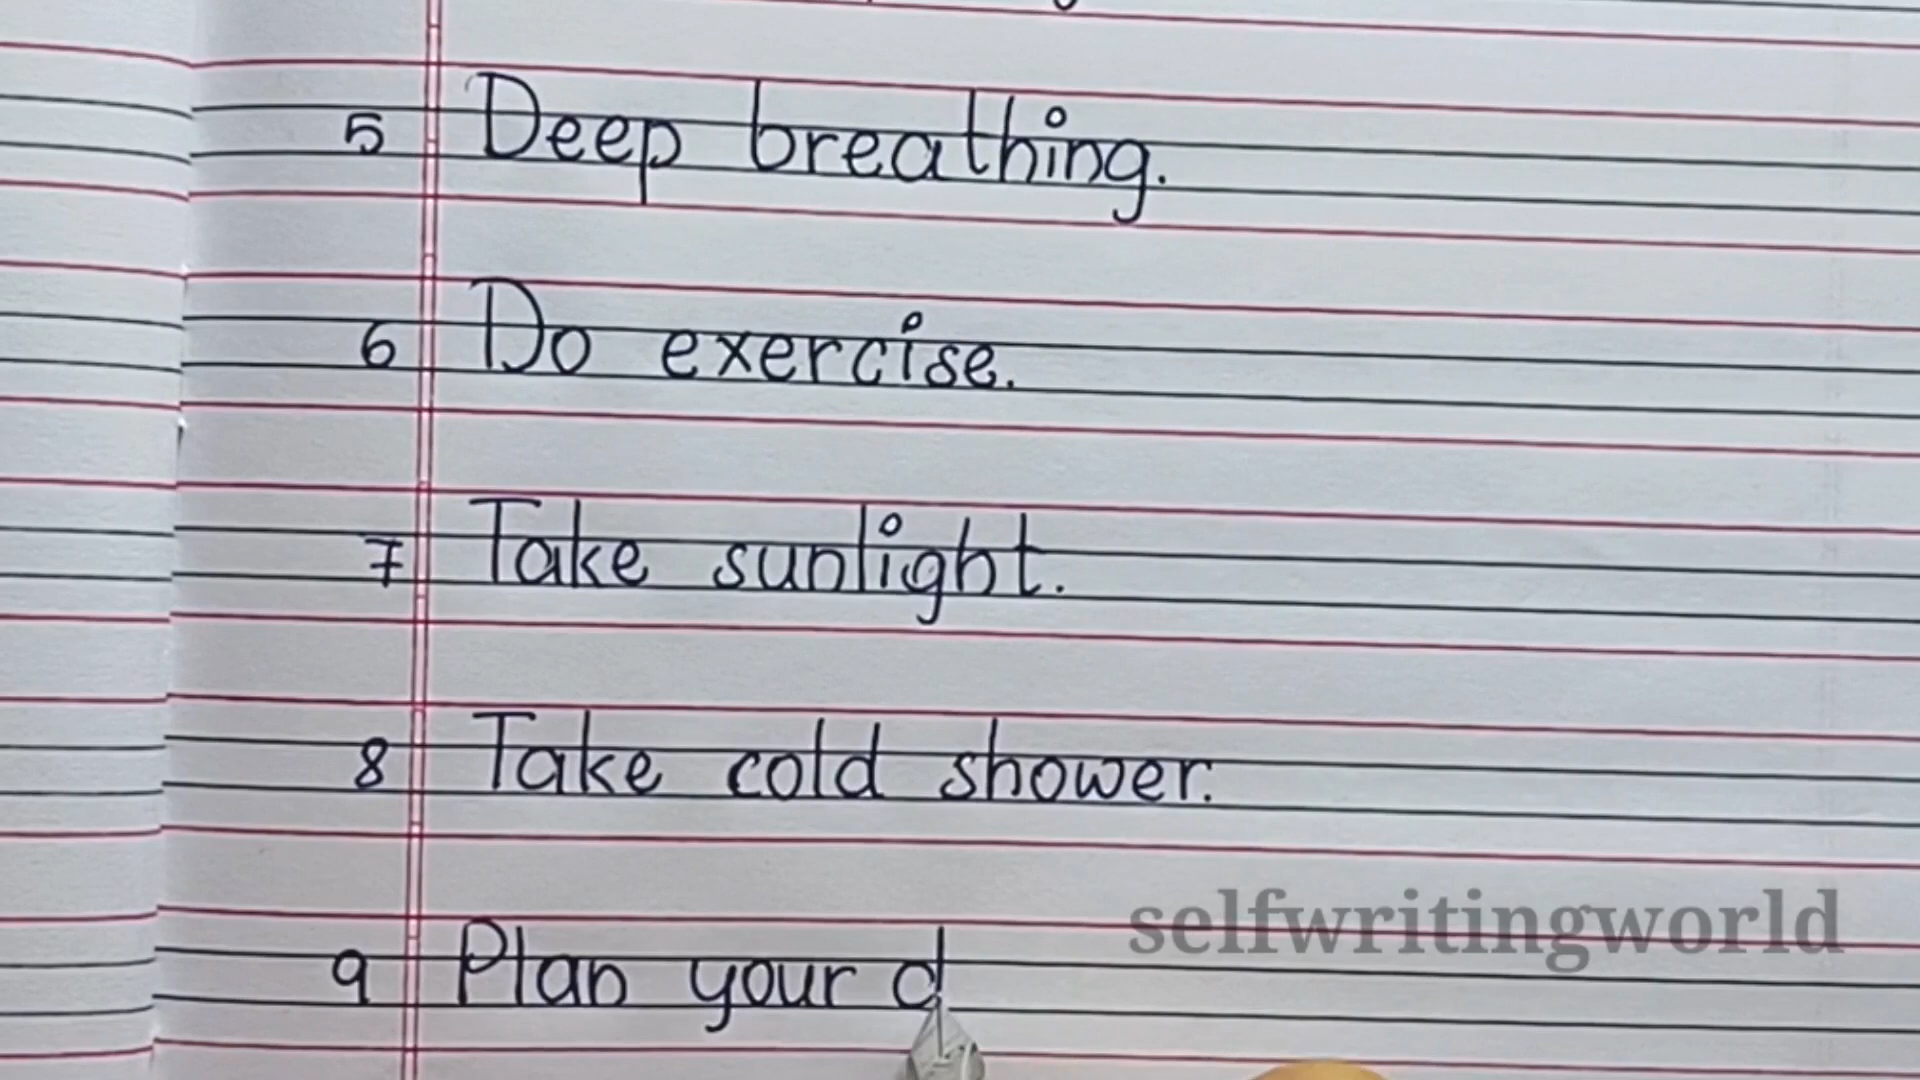 5 Deep breathing.
6 Do exercise.
7 Take sunlight.
8 Take cold shower.
selfwritingworld
9 Plan your d